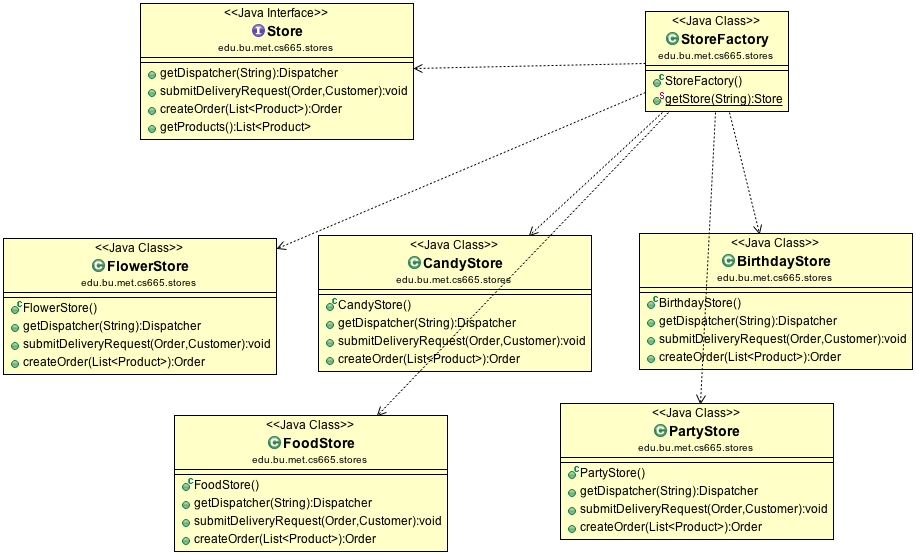 <<Java Interface>>
Store
edu.bu.met.cs665.stores
getDispatcher(String):Dispatcher
submitDeliveryRequest(Order,Customer):void
createOrder(List<Product>):Order
getProducts():List<Product>
<<Java Class>>
StoreFactory
edu.bu.met.cs665.stores
StoreFactory()
getStore(String):Store
<<Java Class>>
FlowerStore
edu.bu.met.cs665.stores
FlowerStore()
getDispatcher(String):Dispatcher
submitDeliveryRequest(Order,Customer):void
createOrder(List<Product>):Order
<<Java Class>>
CandyStore
edu.bu.met.cs665.stores
CandyStore()
getDispatcher(String):Dispatcher
submitDeliveryRequest(Order,Customer):void
createOrder(List<Product>):Order
<<Java Class>>
BirthdayStore
edu.bu.met.cs665.stores
BirthdayStore()
getDispatcher(String):Dispatcher
submitDeliveryRequest(Order,Customer):void
createOrder(List<Product>):Order
<<Java Class>>
FoodStore
edu.bu.met.cs665.stores
FoodStore()
getDispatcher(String):Dispatcher
submitDeliveryRequest(Order,Customer):void
createOrder(List<Product>):Order
<<Java Class>>
PartyStore
edu.bu.met.cs665.stores
PartyStore()
getDispatcher(String):Dispatcher
submitDeliveryRequest(Order,Customer):void
createOrder(List<Product>):Order